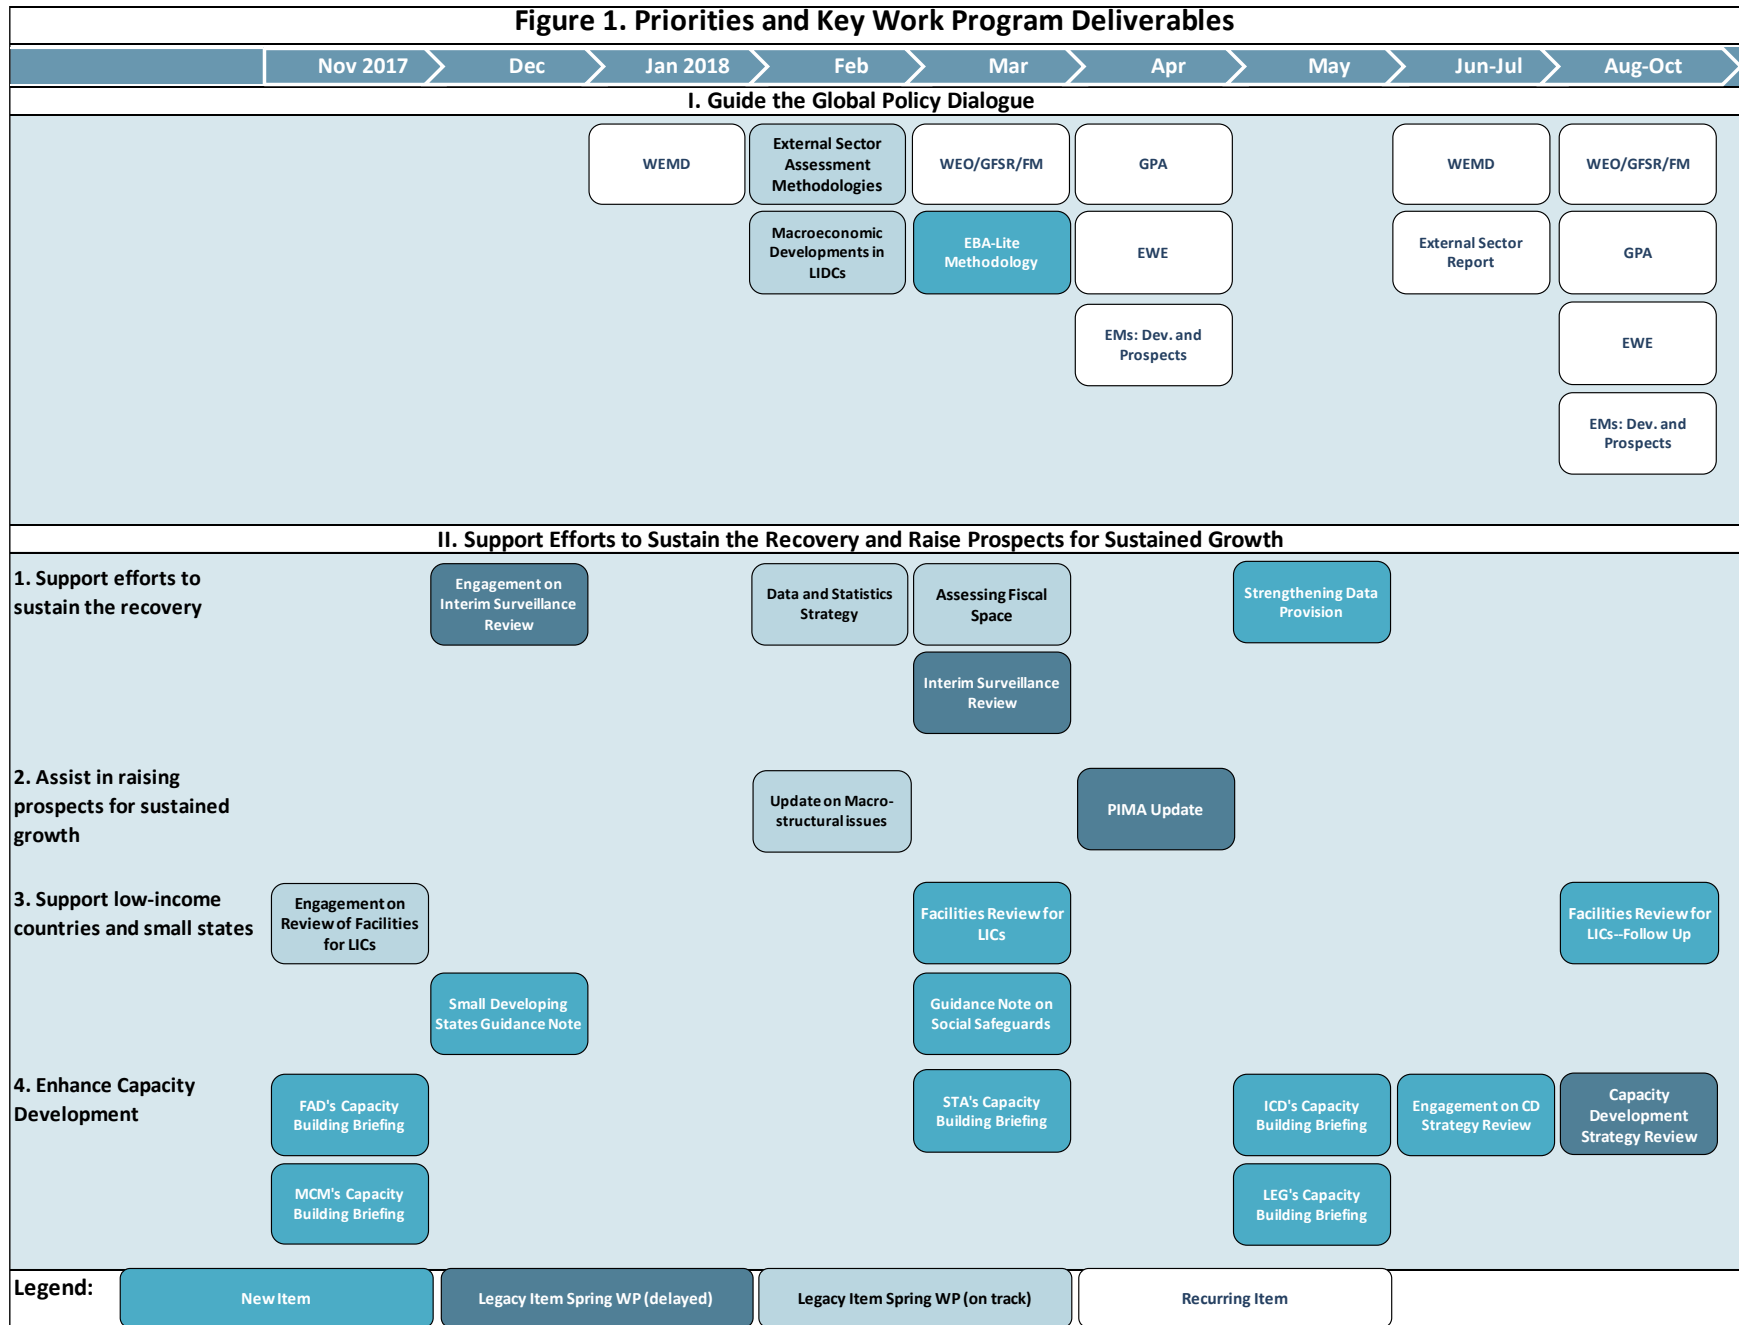 Figure 1. Priorities and Key Work Program Deliverables
Nov 2017 Dec Jan 2018 Feb Mar Apr May Jun-Jul Aug-Oct
I. Guide the Global Policy Dialogue
WEMD
External Sector
Assessment
Methodologies
WEO/GFSR/FM
GPA
WEMD
WEO/GFSR/FM
Macroeconomic
Developments in
LIDCs
EBA-Lite
Methodology
EWE
External Sector
Report
GPA
EMs: Dev. and
Prospects
EWE
EMs: Dev. and
Prospects
II. Support Efforts to Sustain the Recovery and Raise Prospects for Sustained Growth
1. Support efforts to
sustain the recovery
Engagement on
Interim Surveillance
Review
Data and Statistics
Strategy
Assessing Fiscal
Space
Strengthening Data
Provision
Interim Surveillance
Review
2. Assist in raising
prospects for sustained
growth
Update on Macro-
structural issues
PIMA Update
3. Support low-income
countries and small states
Engagement on
Review of Facilities
for LICs
Facilities Review for
LICs
Facilities Review for
LICs--Follow Up
Small Developing
States Guidance Note
Guidance Note on
Social Safeguards
4. Enhance Capacity
Development
FAD's Capacity
Building Briefing
STA's Capacity
Building Briefing
ICD's Capacity
Building Briefing
Engagement on CD
Strategy Review
Capacity
Development
Strategy Review
MCM's Capacity
Building Briefing
LEG's Capacity
Building Briefing
Legend:
New Item
Legacy Item Spring WP (delayed)
Legacy Item Spring WP (on track)
Recurring Item